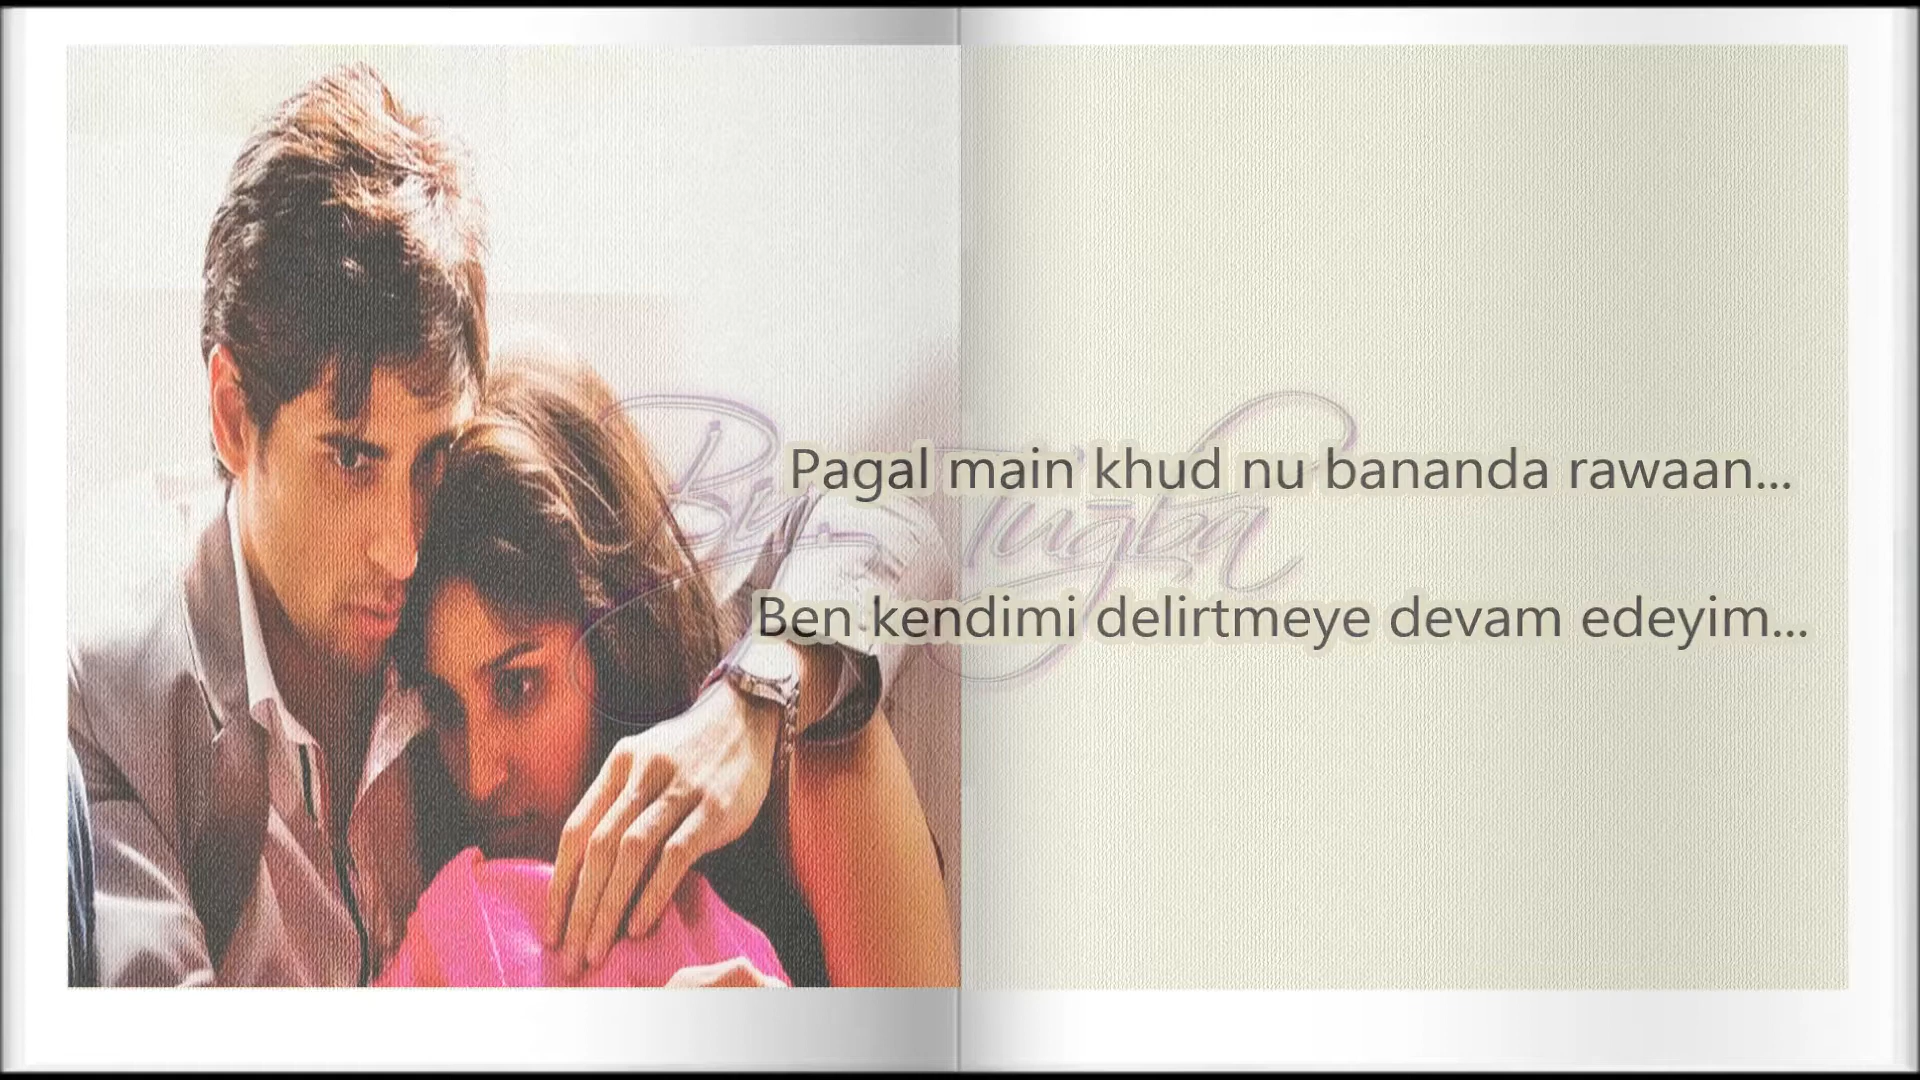 Pagal main khud nu bananda rawaan...
Ben kendimi delirtmeye devam edeyim...